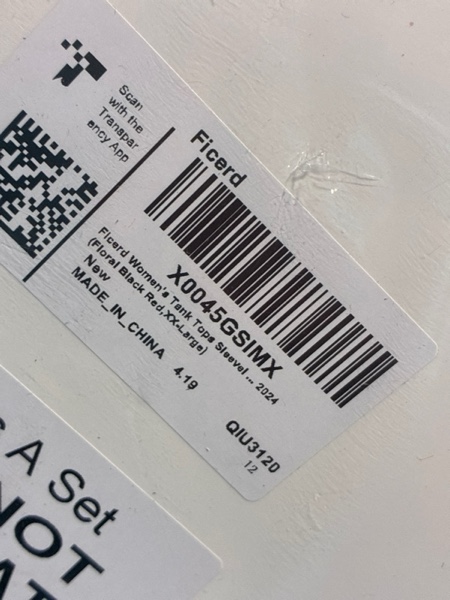 Scan
with the
Transpar
ency App
Ficerd
X0045GSIMX
Ficerd Women's Tank Tops Sleevel ... 2024
(Floral Black Red,XX-Large)
New
MADE_IN_CHINA 4.19
QIU3120
12
A Set
NOT